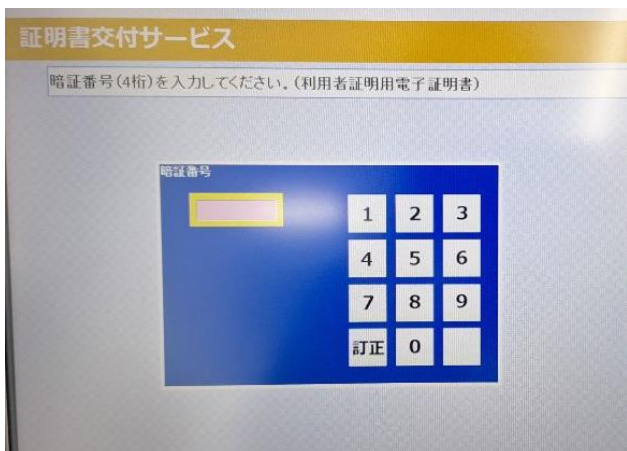 証明書交付サービス
暗証番号(4桁)を入力してください。(利用者証明用電子証明書)
暗証番号
1 2 3
4 5 6
7 8 9
訂正 0